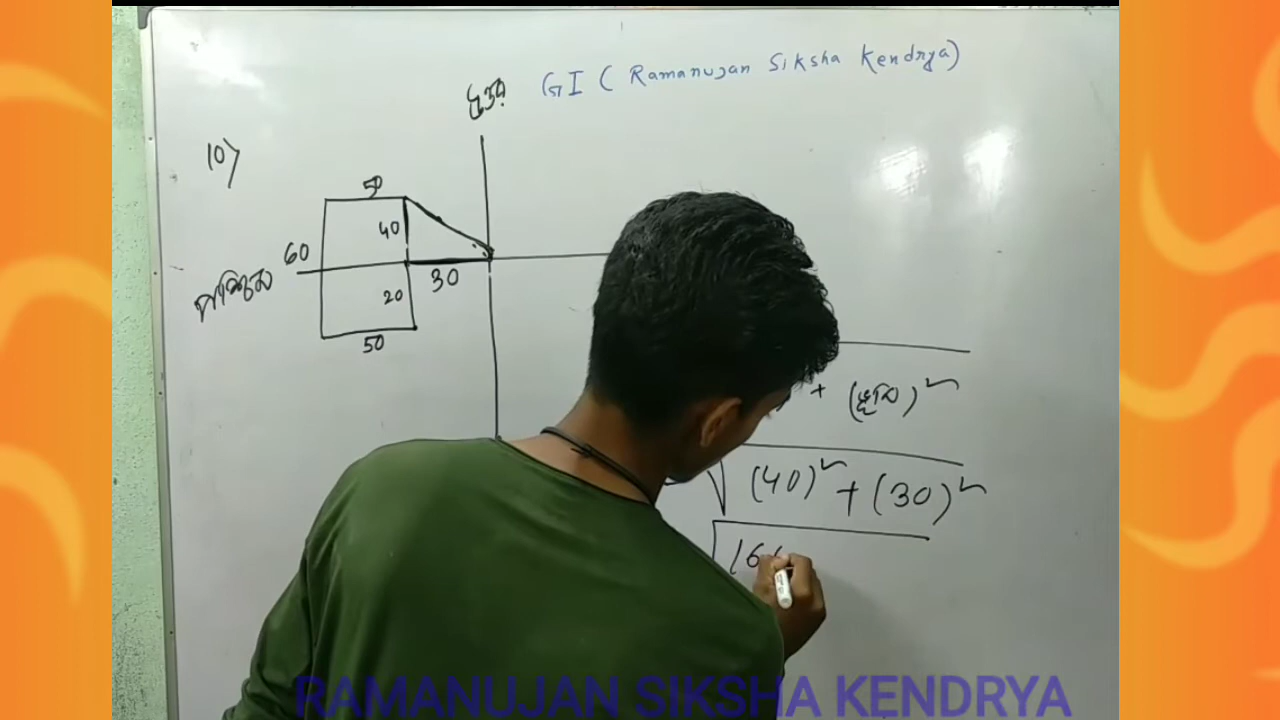 GI ( Ramanujan Siksha Kendrya)
10)
50
40
60
30
20
50
+ (ভূমি)²
√(40)² + (30)²
RAMANUJAN SIKSHA KENDRYA